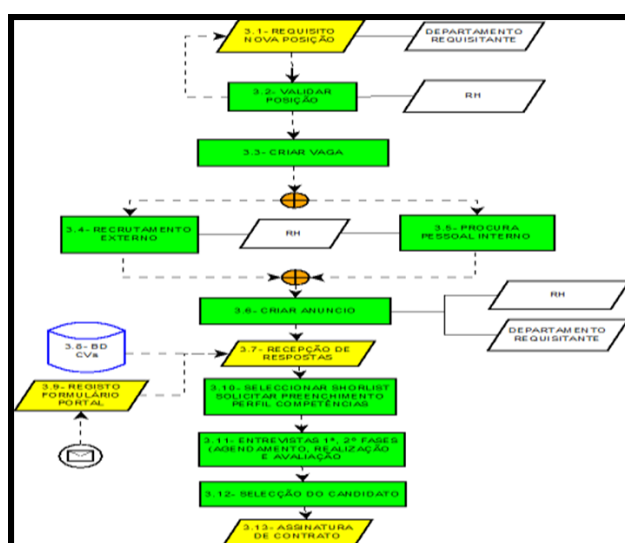 3.1- REQUISITO
NOVA POSIÇÃO
DEPARTAMENTO
REQUISITANTE
3.2- VALIDAR
POSIÇÃO
RH
3.3- CRIAR VAGA
3.4- RECRUTAMENTO
EXTERNO
RH
3.5- PROCURA
PESSOAL INTERNO
3.6- CRIAR ANUNCIO
RH
DEPARTAMENTO
REQUISITANTE
3.8- BD
CVs
3.7- RECEPÇÃO DE
RESPOSTAS
3.9- REGISTO
FORMULÁRIO
PORTAL
3.10- SELECCIONAR SHORLIST
SOLICITAR PREENCHIMENTO
PERFIL COMPETÊNCIAS
3.11- ENTREVISTAS 1ª, 2ª FASES
(AGENDAMENTO, REALIZAÇÃO
E AVALIAÇÃO
3.12- SELECÇÃO DO CANDIDATO
3.13- ASSINATURA
DE CONTRATO